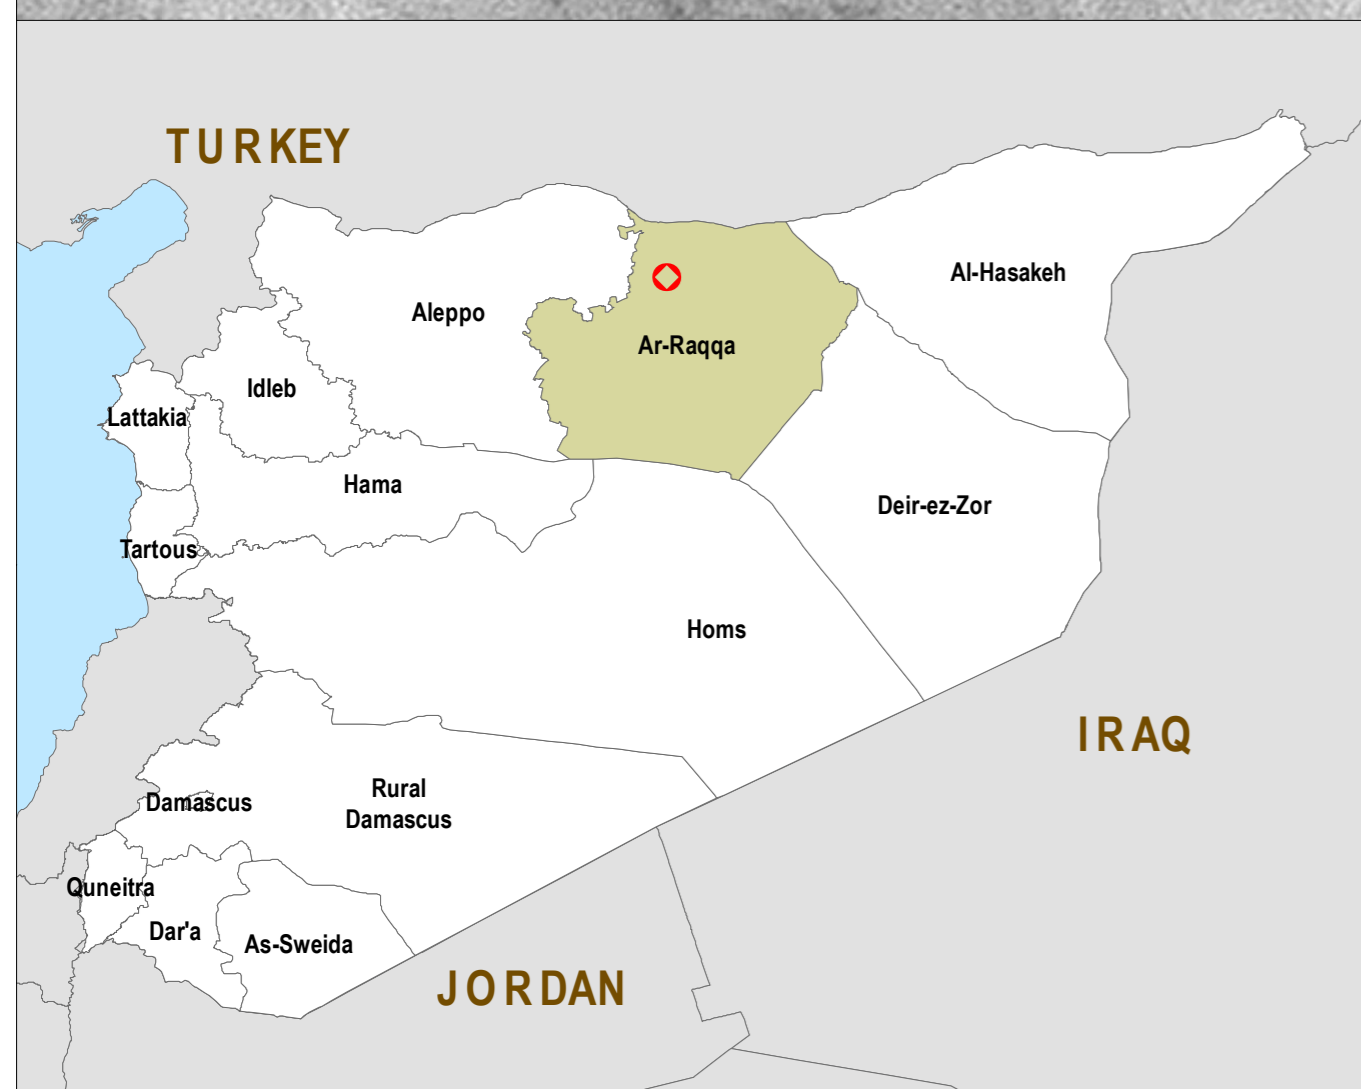 TURKEY
Al-Hasakeh
Aleppo
Ar-Raqqa
Idleb
Lattakia
Hama
Deir-ez-Zor
Tartous
Homs
IRAQ
Damascus
Rural
Damascus
Quneitra
Dar'a
As-Sweida
JORDAN